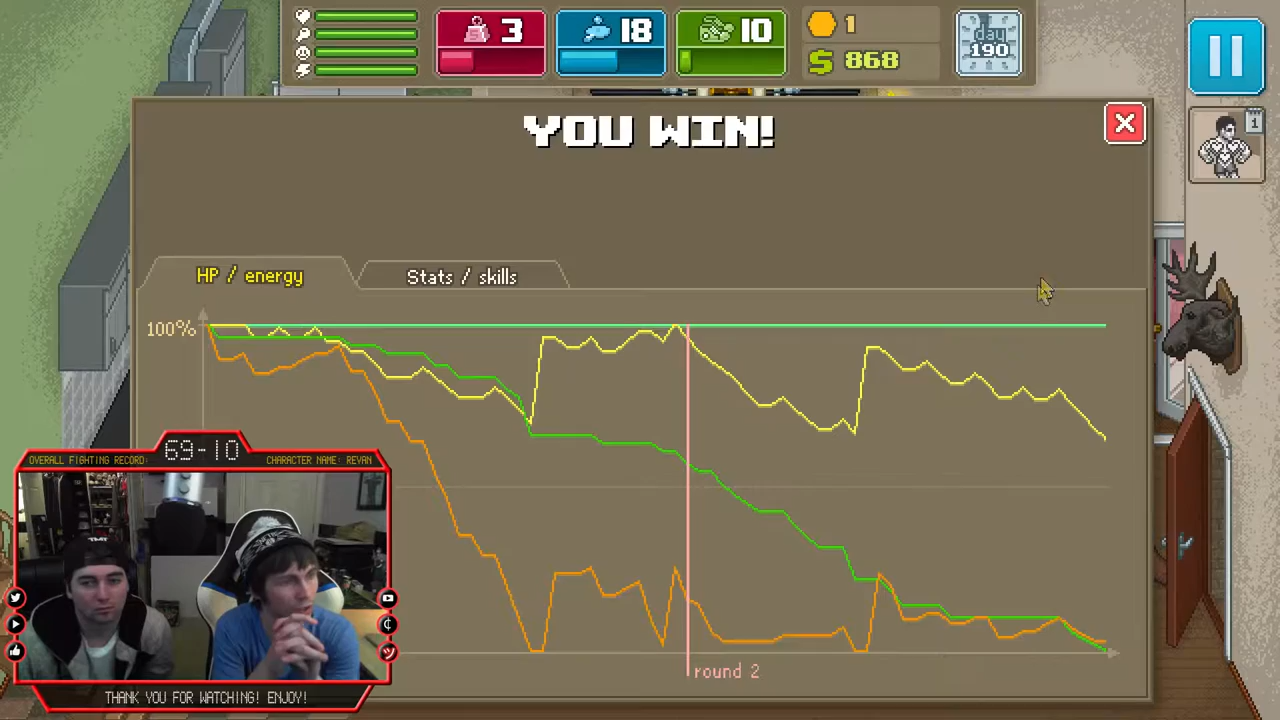 3
18
10
1
$ 868
day
190
1
YOU WIN!
HP / energy
Stats / skills
100%
round 2
69-10
OVERALL FIGHTING RECORD:
CHARACTER NAME: REVAN
THANK YOU FOR WATCHING! ENJOY!